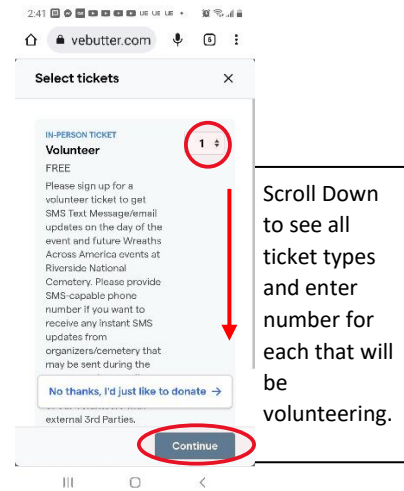 2:41 UE UE UE •
vebutter.com 5
Select tickets ×
IN-PERSON TICKET
Volunteer 1
FREE
Please sign up for a
volunteer ticket to get
SMS Text Message/email
updates on the day of the
event and future Wreaths
Across America events at
Riverside National
Cemetery. Please provide
SMS-capable phone
number if you want to
receive any instant SMS
updates from
organizers/cemetery that
may be sent during the
No thanks, I'd just like to donate →
external 3rd Parties.
Continue
Scroll Down
to see all
ticket types
and enter
number for
each that will
be
volunteering.